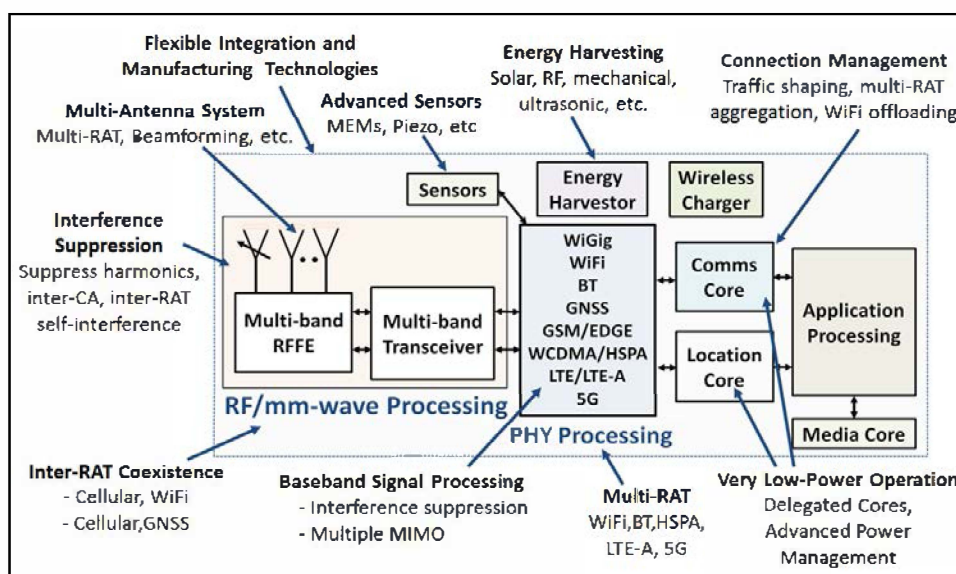 Flexible Integration and
Manufacturing Technologies
Energy Harvesting
Solar, RF, mechanical,
ultrasonic, etc.
Connection Management
Traffic shaping, multi-RAT
aggregation, WiFi offloading
Multi-Antenna System
Multi-RAT, Beamforming, etc.
Advanced Sensors
MEMs, Piezo, etc
Sensors
Energy
Harvestor
Wireless
Charger
Interference
Suppression
Suppress harmonics,
inter-CA, inter-RAT
self-interference
Multi-band
RFFE
Multi-band
Transceiver
WiGig
WiFi
BT
GNSS
GSM/EDGE
WCDMA/HSPA
LTE/LTE-A
5G
Comms
Core
Location
Core
Application
Processing
Media Core
RF/mm-wave Processing
PHY Processing
Inter-RAT Coexistence
- Cellular, WiFi
- Cellular,GNSS
Baseband Signal Processing
- Interference suppression
- Multiple MIMO
Multi-RAT
WiFi,BT,HSPA,
LTE-A, 5G
Very Low-Power Operation
Delegated Cores,
Advanced Power
Management